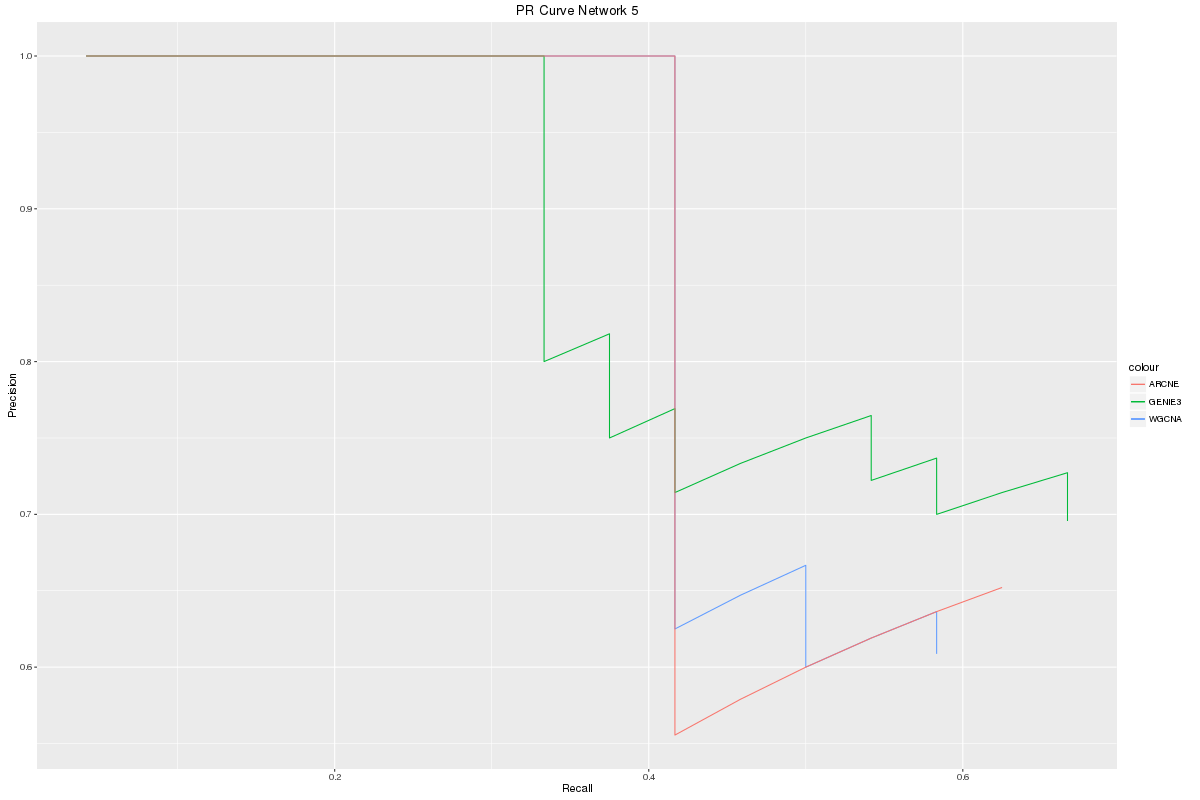 PR Curve Network 5
1.0
0.9
0.8
0.7
0.6
Precision
0.2
0.4
0.6
Recall
colour
ARCNE
GENIE3
WGCNA